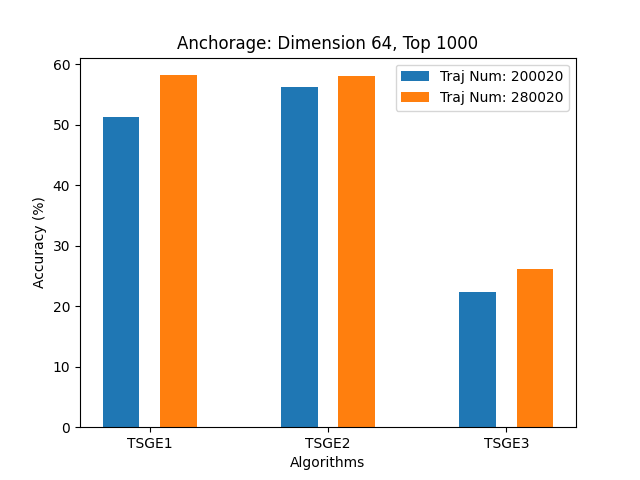 Anchorage: Dimension 64, Top 1000
Traj Num: 200020
Traj Num: 280020
Accuracy (%)
60
50
40
30
20
10
0
TSGE1
TSGE2
TSGE3
Algorithms